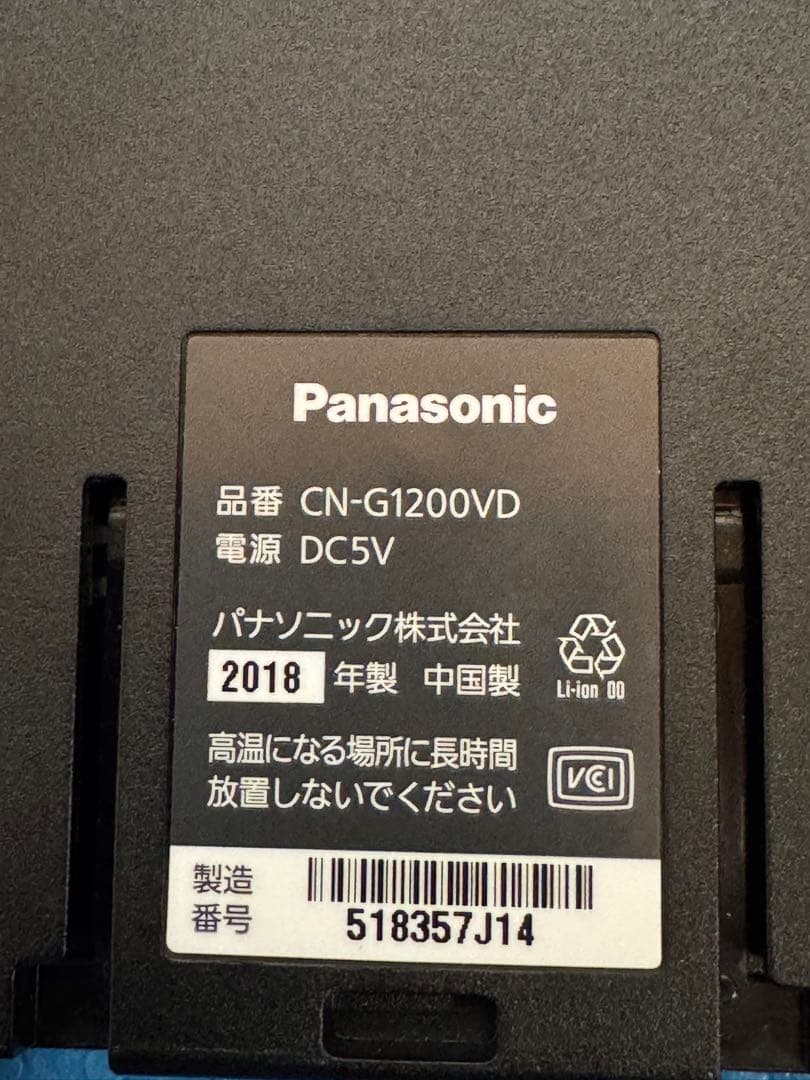 Panasonic
品番 CN-G1200VD
電源 DC5V
パナソニック株式会社
2018 年製 中国製
Li-ion 00
高温になる場所に長時間
放置しないでください
VCCI
製造
番号
518357J14